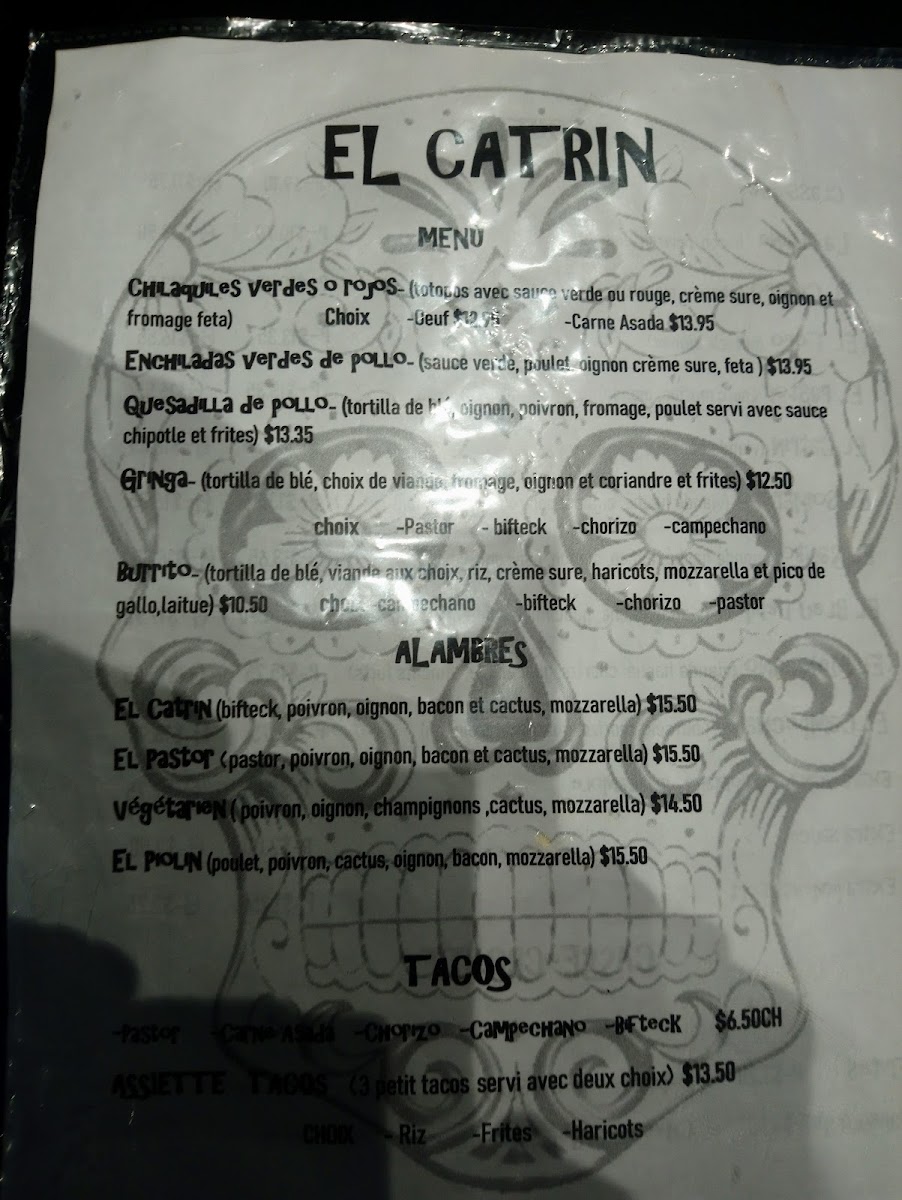 EL CATRIN
MENU
CHILAQUILES VERDES O ROJOS- (totopos avec sauce verde ou rouge, crème sure, oignon et
fromage feta) Choix -Oeuf -Carne Asada $13.95
ENCHILADAS VERDES DE POLLO- (sauce verde, poulet, oignon crème sure, feta ) $13.95
QUESADILLA DE POLLO- (tortilla de blé, oignon, poivron, fromage, poulet servi avec sauce
chipotle et frites) $13.35
GRINGA- (tortilla de blé, choix de viande, fromage, oignon et coriandre et frites) $12.50
choix -Pastor - bifteck -chorizo -campechano
BURRITO- (tortilla de blé, viande aux choix, riz, crème sure, haricots, mozzarella et pico de
gallo,laitue) $10.50 choix -campechano -bifteck -chorizo -pastor
ALAMBRES
EL CATRIN (bifteck, poivron, oignon, bacon et cactus, mozzarella) $15.50
EL PASTOR (pastor, poivron, oignon, bacon et cactus, mozzarella) $15.50
Végétarien ( poivron, oignon, champignons ,cactus, mozzarella) $14.50
EL PIOLIN (poulet, poivron, cactus, oignon, bacon, mozzarella) $15.50
TACOS
-Pastor -Carne Asada -CHORIZO -CAMPECHANO -BIFTECK $6.50CH
ASSIETTE TACOS (3 petit tacos servi avec deux choix) $13.50
CHOIX - Riz -Frites -Haricots